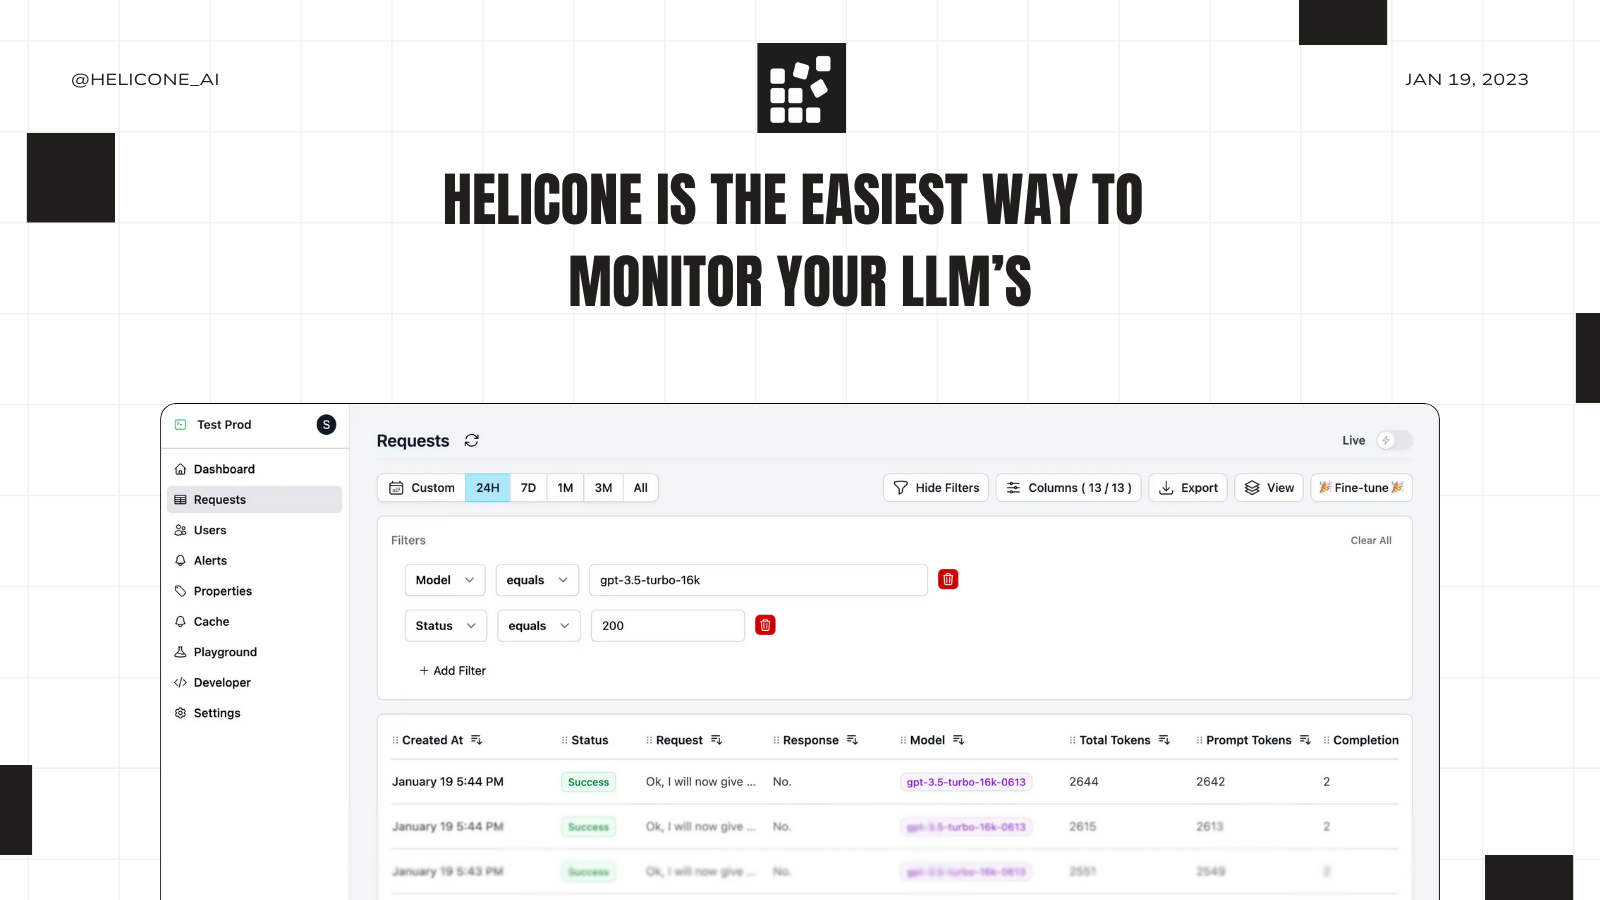 @HELICONE_AI
JAN 19, 2023
HELICONE IS THE EASIEST WAY TO
MONITOR YOUR LLM’S
Test Prod S
Dashboard
Requests
Users
Alerts
Properties
Cache
Playground
Developer
Settings
Requests Live
Custom 24H 7D 1M 3M All Hide Filters Columns ( 13 / 13 ) Export View 🎉 Fine-tune 🎉
Filters Clear All
Model equals gpt-3.5-turbo-16k
Status equals 200
+ Add Filter
Created At Status Request Response Model Total Tokens Prompt Tokens Completion
January 19 5:44 PM Success Ok, I will now give ... No. gpt-3.5-turbo-16k-0613 2644 2642 2
January 19 5:44 PM Success Ok, I will now give ... No. gpt-3.5-turbo-16k-0613 2615 2613 2
January 19 5:43 PM Success Ok, I will now give ... No. gpt-3.5-turbo-16k-0613 2551 2549